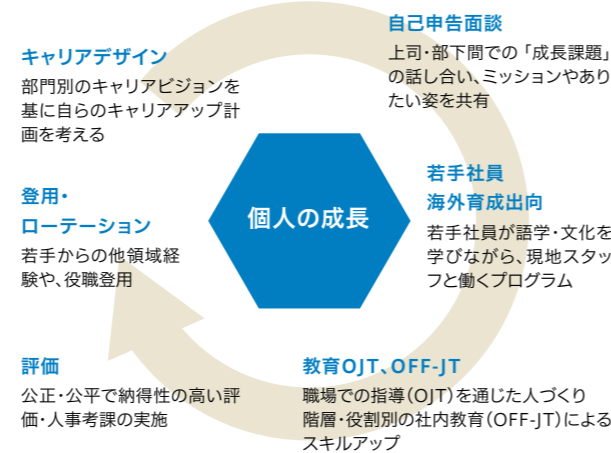 キャリアデザイン
部門別のキャリアビジョンを
基に自らのキャリアアップ計
画を考える
自己申告面談
上司・部下間での「成長課題」
の話し合い、ミッションやあり
たい姿を共有
個人の成長
若手社員
海外育成出向
若手社員が語学・文化を
学びながら、現地スタッ
フと働くプログラム
教育OJT、OFF-JT
職場での指導(OJT)を通じた人づくり
階層・役割別の社内教育(OFF-JT)による
スキルアップ
評価
公正・公平で納得性の高い評
価・人事考課の実施
登用・
ローテーション
若手からの他領域経
験や、役職登用